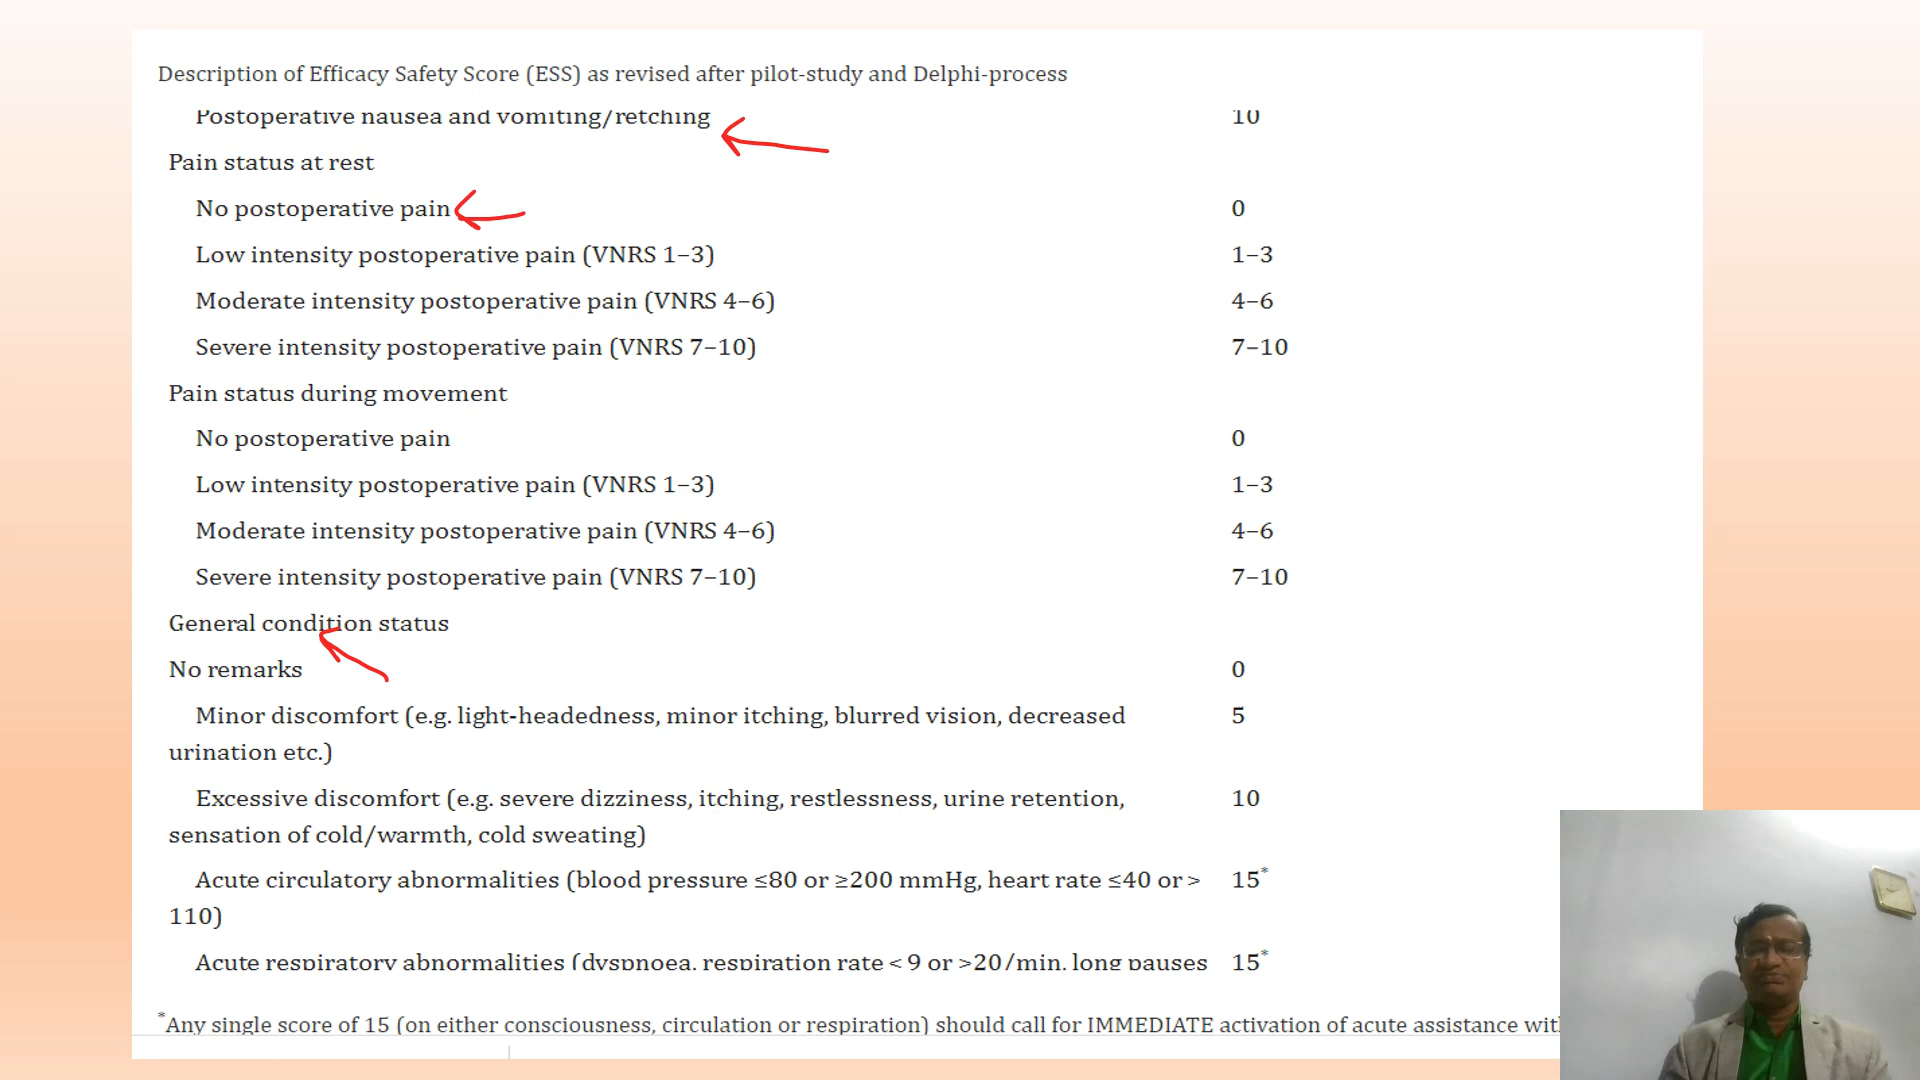 Description of Efficacy Safety Score (ESS) as revised after pilot-study and Delphi-process
Postoperative nausea and vomiting/retching 10
Pain status at rest
No postoperative pain 0
Low intensity postoperative pain (VNRS 1–3) 1–3
Moderate intensity postoperative pain (VNRS 4–6) 4–6
Severe intensity postoperative pain (VNRS 7–10) 7–10
Pain status during movement
No postoperative pain 0
Low intensity postoperative pain (VNRS 1–3) 1–3
Moderate intensity postoperative pain (VNRS 4–6) 4–6
Severe intensity postoperative pain (VNRS 7–10) 7–10
General condition status
No remarks 0
Minor discomfort (e.g. light-headedness, minor itching, blurred vision, decreased 5
urination etc.)
Excessive discomfort (e.g. severe dizziness, itching, restlessness, urine retention, 10
sensation of cold/warmth, cold sweating)
Acute circulatory abnormalities (blood pressure ≤80 or ≥200 mmHg, heart rate ≤40 or > 15*
110)
Acute respiratory abnormalities (dyspnoea, respiration rate < 9 or >20/min, long pauses 15*
*Any single score of 15 (on either consciousness, circulation or respiration) should call for IMMEDIATE activation of acute assistance